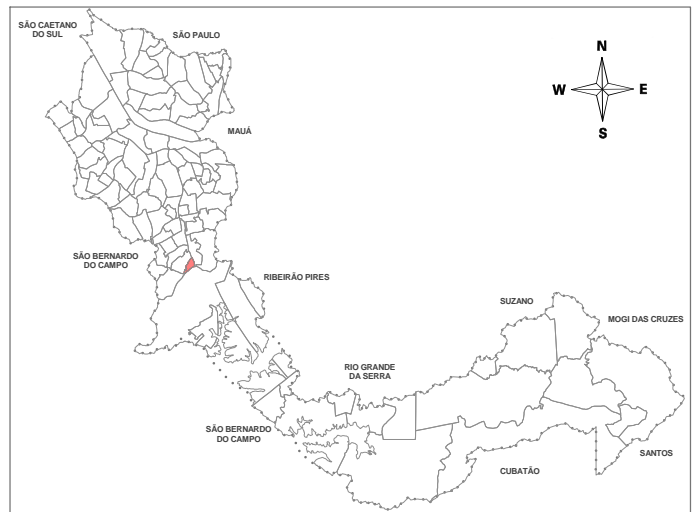 SÃO CAETANO
DO SUL
SÃO PAULO
N
W
E
S
MAUÁ
SÃO BERNARDO
DO CAMPO
RIBEIRÃO PIRES
SUZANO
MOGI DAS CRUZES
RIO GRANDE
DA SERRA
SÃO BERNARDO
DO CAMPO
SANTOS
CUBATÃO